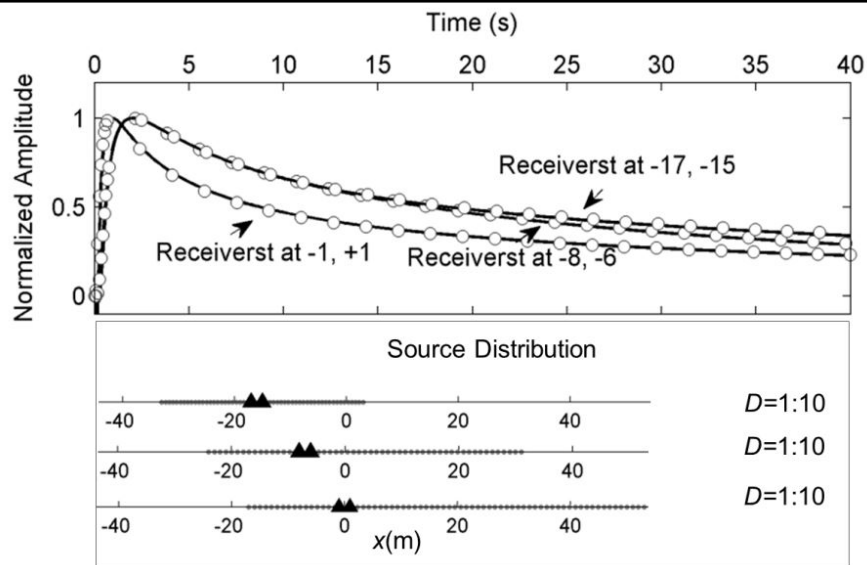 Time (s)
0 5 10 15 20 25 30 35 40
Normalized Amplitude
1
0.5
0
Receiverst at -17, -15
Receiverst at -1, +1
Receiverst at -8, -6
Source Distribution
-40 -20 0 20 40
D=1:10
-40 -20 0 20 40
D=1:10
-40 -20 0 20 40
D=1:10
x(m)